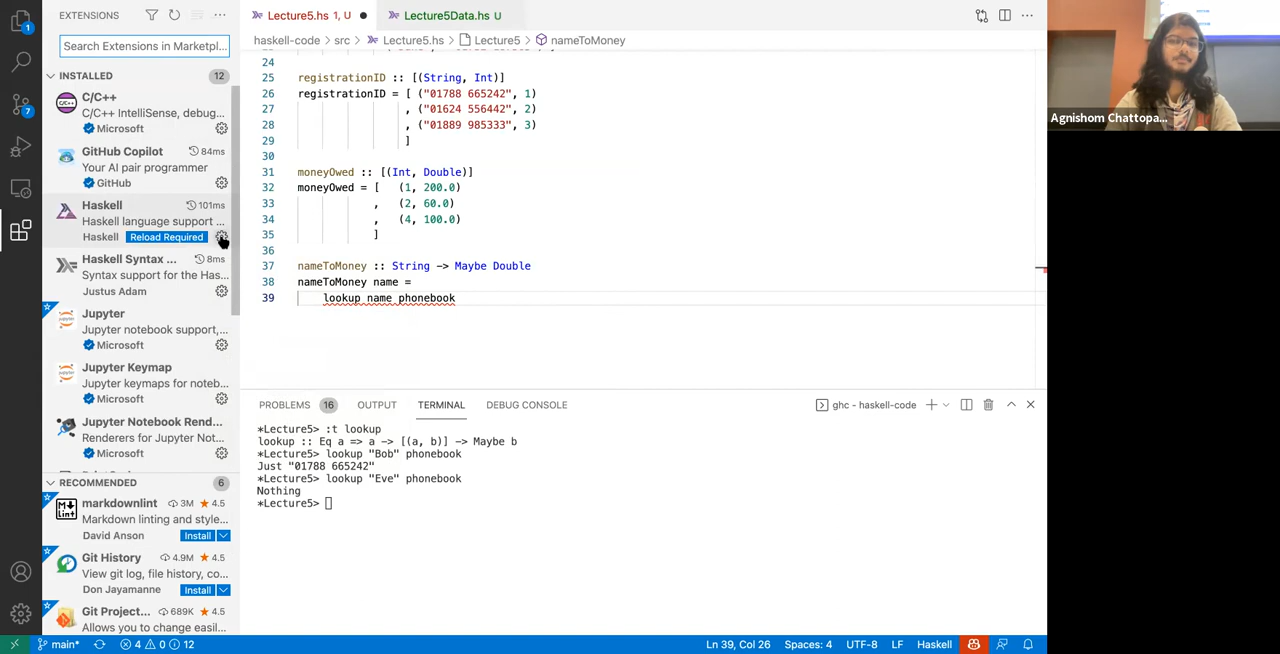 EXTENSIONS
Search Extensions in Marketpl...
INSTALLED 12
C/C++
C/C++ IntelliSense, debug...
Microsoft
GitHub Copilot 84ms
Your AI pair programmer
GitHub
Haskell 101ms
Haskell language support ...
Haskell Reload Required
Haskell Syntax ... 8ms
Syntax support for the Has...
Justus Adam
Jupyter
Jupyter notebook support,...
Microsoft
Jupyter Keymap
Jupyter keymaps for noteb...
Microsoft
Jupyter Notebook Rend...
Renderers for Jupyter Not...
Microsoft
RECOMMENDED 6
markdownlint 3M 4.5
Markdown linting and style...
David Anson Install
Git History 4.9M 4.5
View git log, file history, co...
Don Jayamanne Install
Git Project... 689K 4.5
Allows you to change easil...
1
7
Lecture5.hs 1, U
Lecture5Data.hs U
haskell-code > src > Lecture5.hs > Lecture5 > nameToMoney
24
25 registrationID :: [(String, Int)]
26 registrationID = [ ("01788 665242", 1)
27 , ("01624 556442", 2)
28 , ("01889 985333", 3)
29 ]
30
31 moneyOwed :: [(Int, Double)]
32 moneyOwed = [ (1, 200.0)
33 , (2, 60.0)
34 , (4, 100.0)
35 ]
36
37 nameToMoney :: String -> Maybe Double
38 nameToMoney name =
39 lookup name phonebook
PROBLEMS 16 OUTPUT TERMINAL DEBUG CONSOLE ghc - haskell-code
*Lecture5> :t lookup
lookup :: Eq a => a -> [(a, b)] -> Maybe b
*Lecture5> lookup "Bob" phonebook
Just "01788 665242"
*Lecture5> lookup "Eve" phonebook
Nothing
*Lecture5>
main* 4 0 12 Ln 39, Col 26 Spaces: 4 UTF-8 LF Haskell
Agnishom Chattopa...